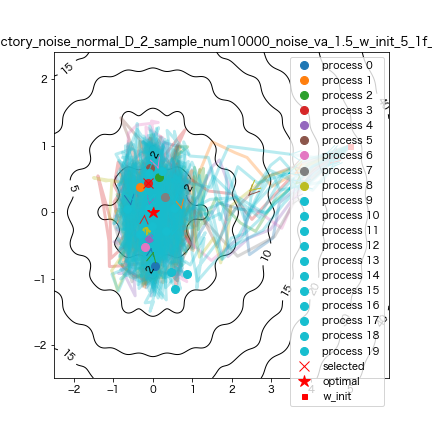 ctory_noise_normal_D_2_sample_num10000_noise_va_1.5_w_init_5_1f_
process 0
process 1
process 2
process 3
process 4
process 5
process 6
process 7
process 8
process 9
process 10
process 11
process 12
process 13
process 14
process 15
process 16
process 17
process 18
process 19
selected
optimal
w_init
2
1
0
−1
−2
−2
−1
0
1
2
3
4
5
15
5
2
2
2
10
15
15
15